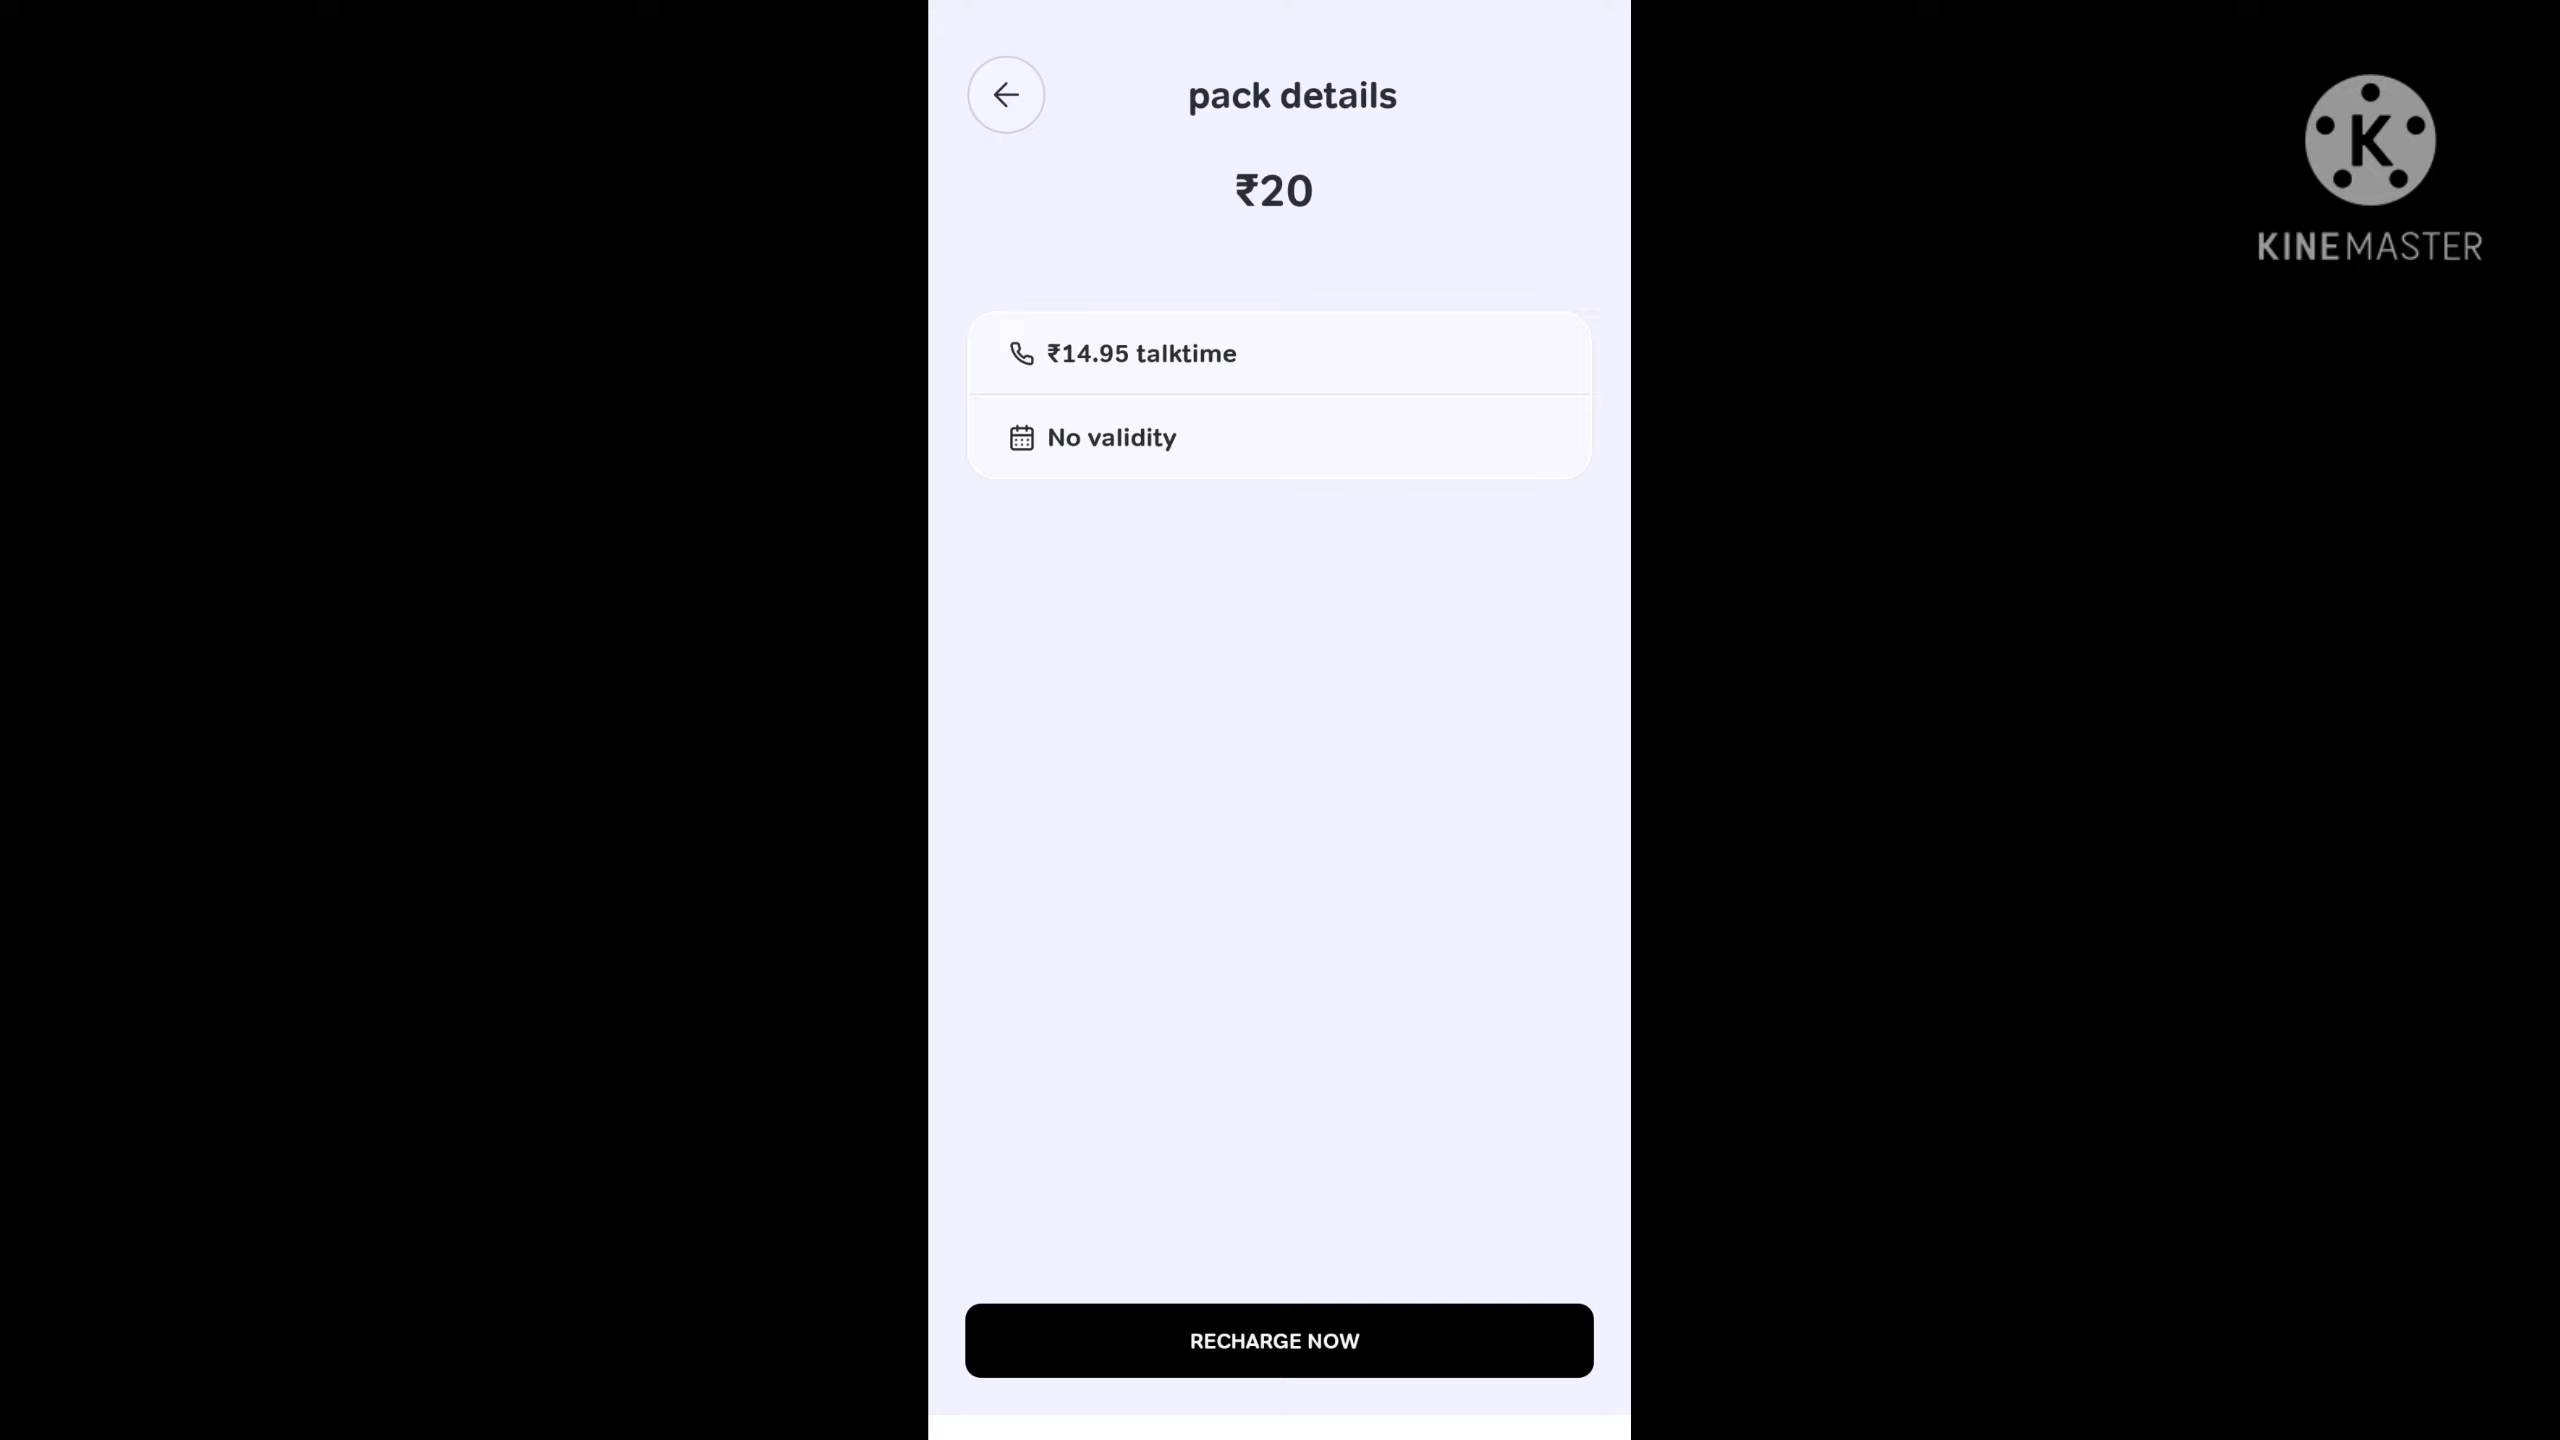 pack details
₹20
₹14.95 talktime
No validity
RECHARGE NOW
K
KINEMASTER